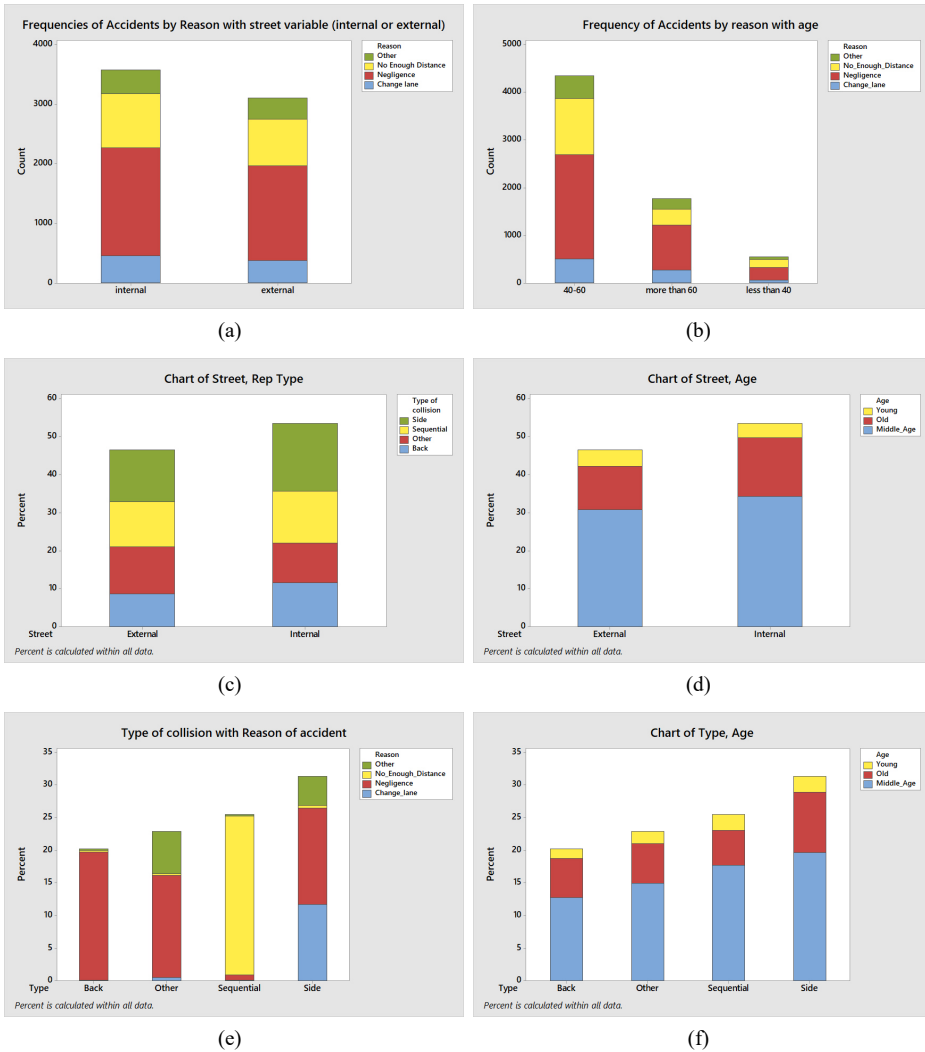 Frequencies of Accidents by Reason with street variable (internal or external)
4000
3000
2000
1000
0
Count
internal
external
Reason
Other
No Enough Distance
Negligence
Change lane
(a)
Frequency of Accidents by reason with age
5000
4000
3000
2000
1000
0
Count
40-60
more than 60
less than 40
Reason
Other
No_Enough_Distance
Negligence
Change_lane
(b)
Chart of Street, Rep Type
60
50
40
30
20
10
0
Percent
Street
External
Internal
Type of
collision
Side
Sequential
Other
Back
Percent is calculated within all data.
(c)
Chart of Street, Age
60
50
40
30
20
10
0
Percent
Street
External
Internal
Age
Young
Old
Middle_Age
Percent is calculated within all data.
(d)
Type of collision with Reason of accident
35
30
25
20
15
10
5
0
Percent
Type
Back
Other
Sequential
Side
Reason
Other
No_Enough_Distance
Negligence
Change_lane
Percent is calculated within all data.
(e)
Chart of Type, Age
35
30
25
20
15
10
5
0
Percent
Type
Back
Other
Sequential
Side
Age
Young
Old
Middle_Age
Percent is calculated within all data.
(f)